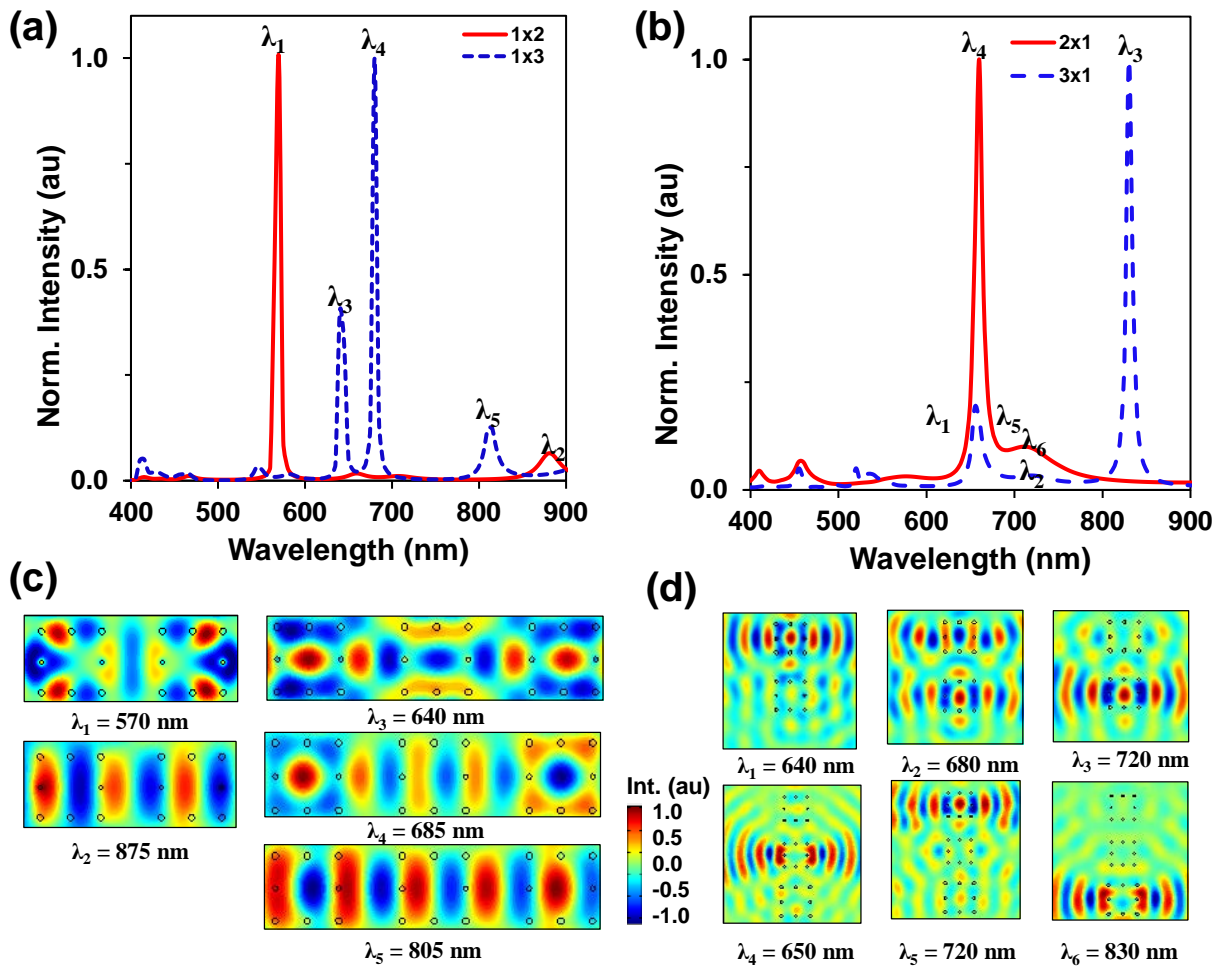 (a)
λ1
λ4
1x2
1x3
1.0
λ3
0.5
λ5
λ2
0.0
Norm. Intensity (au)
400 500 600 700 800 900
Wavelength (nm)
(b)
λ4
2x1
3x1
λ3
1.0
0.5
λ1
λ5
λ6
λ2
0.0
Norm. Intensity (au)
400 500 600 700 800 900
Wavelength (nm)
(c)
λ1 = 570 nm
λ3 = 640 nm
λ2 = 875 nm
λ4 = 685 nm
λ5 = 805 nm
Int. (au)
1.0
0.5
0.0
-0.5
-1.0
(d)
λ1 = 640 nm
λ2 = 680 nm
λ3 = 720 nm
λ4 = 650 nm
λ5 = 720 nm
λ6 = 830 nm